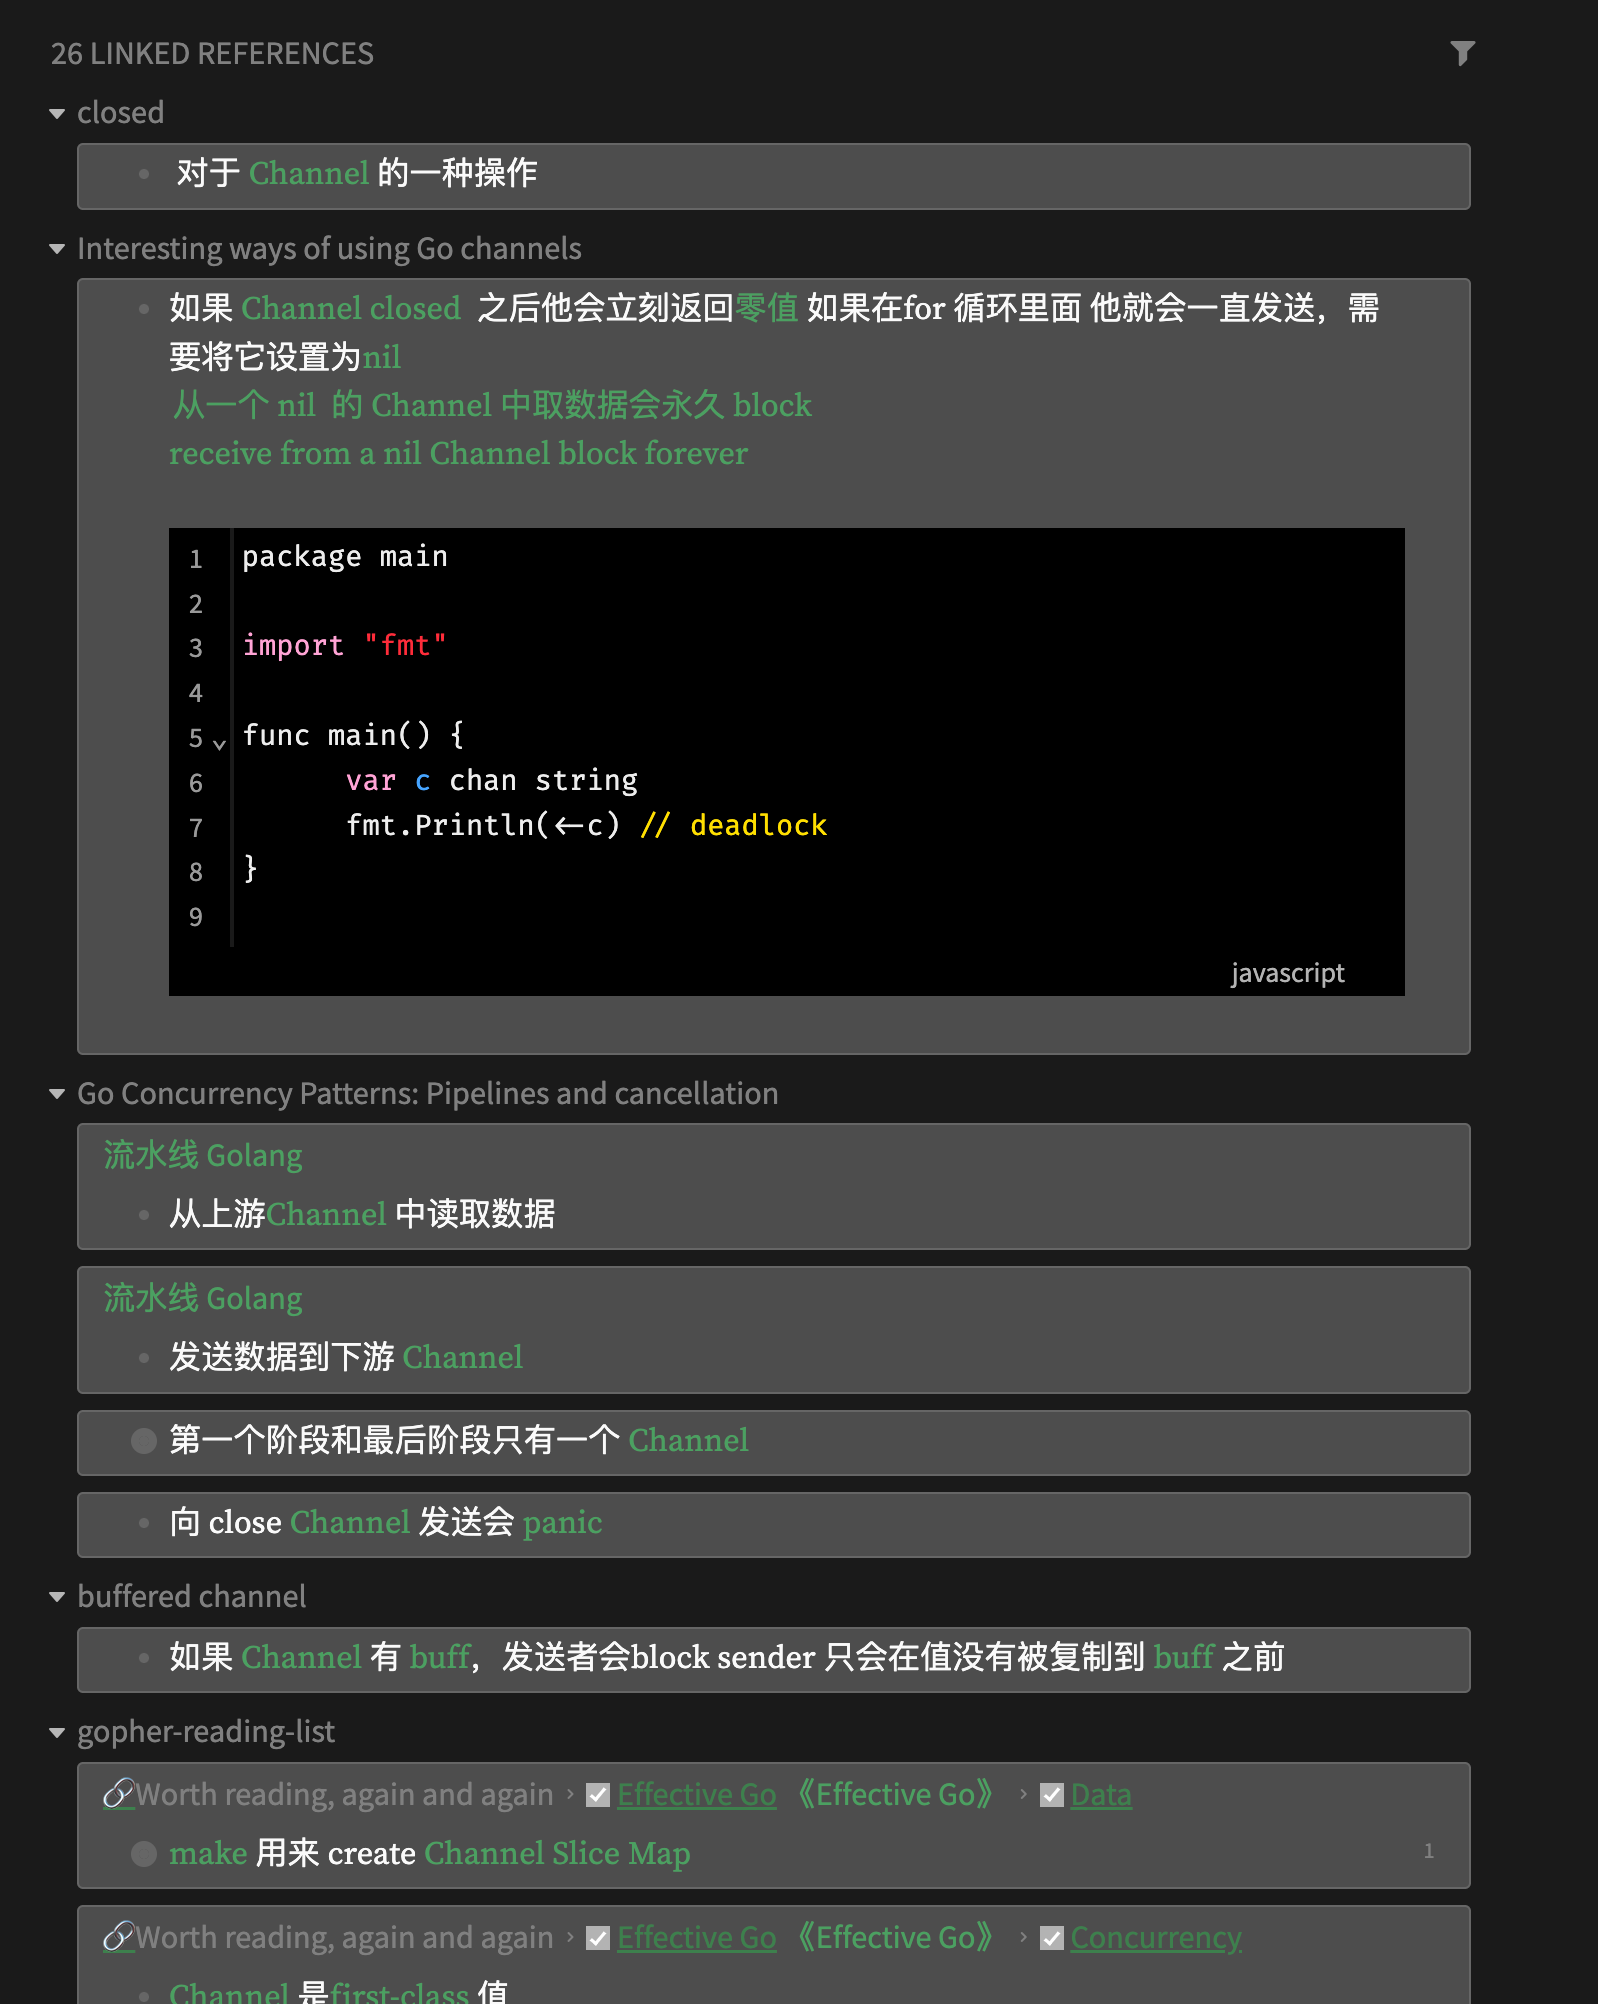 26 LINKED REFERENCES
closed
对于 Channel 的一种操作
Interesting ways of using Go channels
如果 Channel closed 之后他会立刻返回零值 如果在for 循环里面 他就会一直发送，需
要将它设置为nil
从一个 nil 的 Channel 中取数据会永久 block
receive from a nil Channel block forever
1 package main
2
3 import "fmt"
4
5 func main() {
6 var c chan string
7 fmt.Println(<-c) // deadlock
8 }
9
javascript
Go Concurrency Patterns: Pipelines and cancellation
流水线 Golang
从上游Channel 中读取数据
流水线 Golang
发送数据到下游 Channel
第一个阶段和最后阶段只有一个 Channel
向 close Channel 发送会 panic
buffered channel
如果 Channel 有 buff，发送者会block sender 只会在值没有被复制到 buff 之前
gopher-reading-list
Worth reading, again and again › Effective Go 《Effective Go》 › Data
make 用来 create Channel Slice Map 1
Worth reading, again and again › Effective Go 《Effective Go》 › Concurrency
Channel 是first-class 值